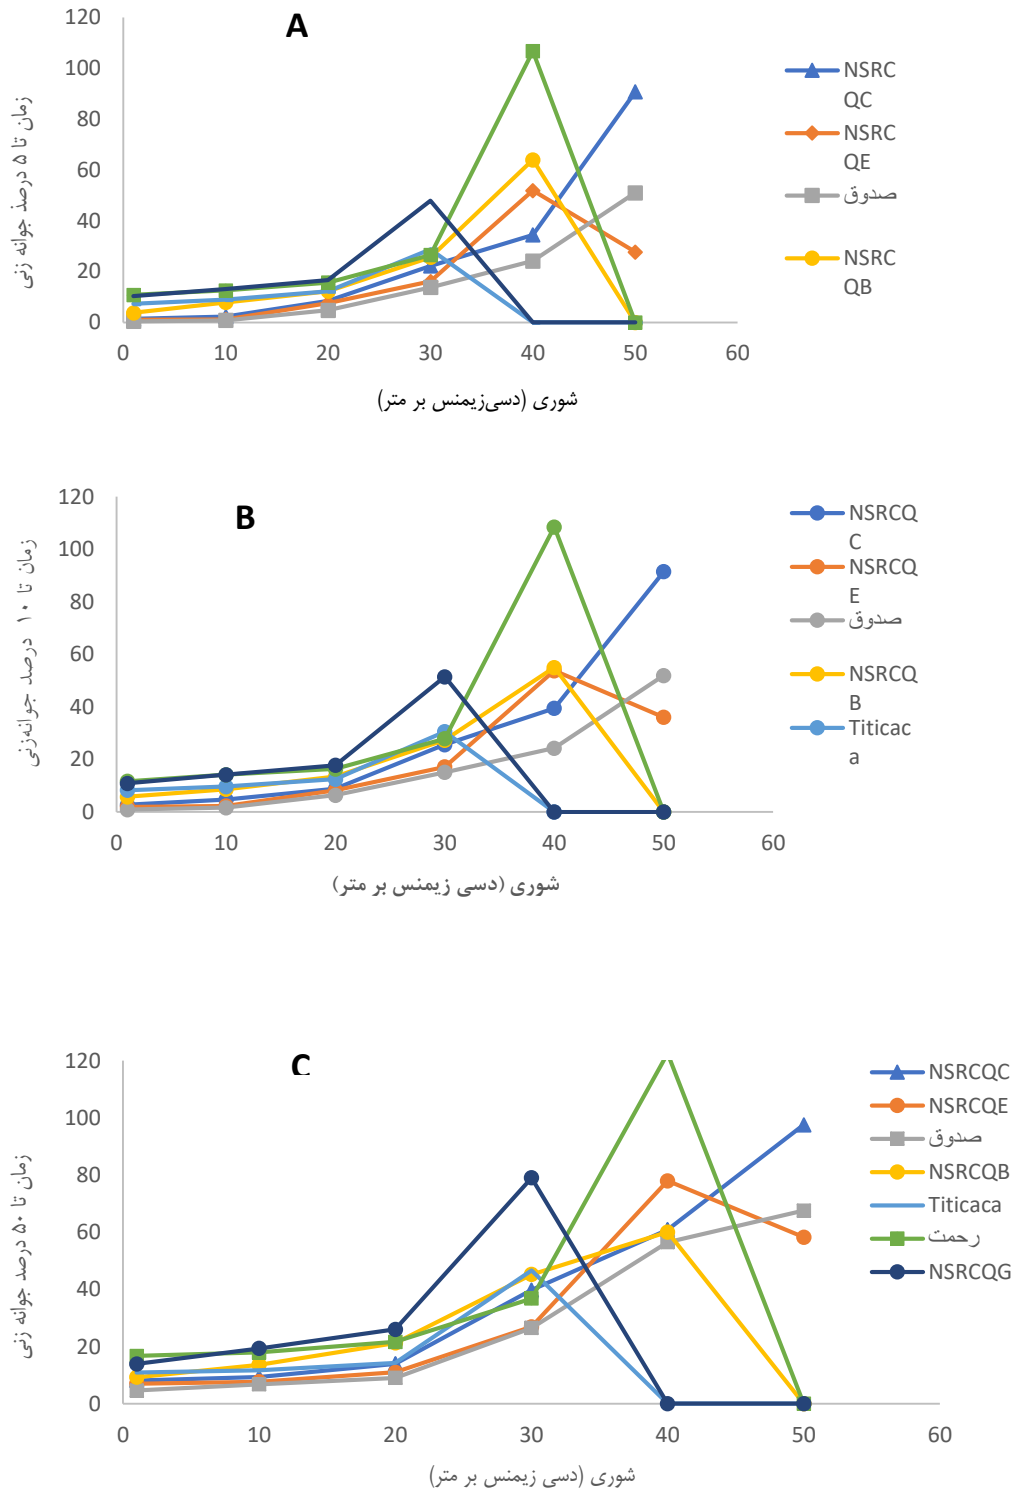 A
120
100
80
60
40
20
0
0 10 20 30 40 50 60
زمان تا ۵ درصد جوانه زنی
شوری (دسی‌زیمنس بر متر)
NSRC
QC
NSRC
QE
صدوق
NSRC
QB
B
120
100
80
60
40
20
0
0 10 20 30 40 50 60
زمان تا ۱۰ درصد جوانه‌زنی
شوری (دسی زیمنس بر متر)
NSRCQ
C
NSRCQ
E
صدوق
NSRCQ
B
Titicac
a
C
120
100
80
60
40
20
0
0 10 20 30 40 50 60
زمان تا ۵۰ درصد جوانه زنی
شوری (دسی زیمنس بر متر)
NSRCQC
NSRCQE
صدوق
NSRCQB
Titicaca
رحمت
NSRCQG